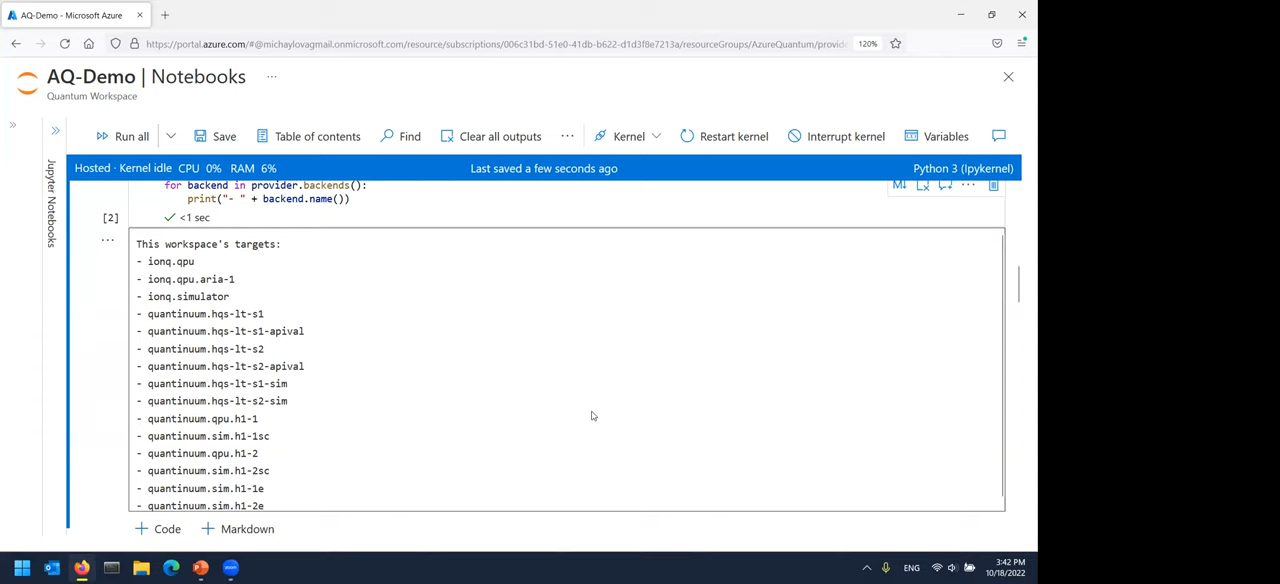 AQ-Demo - Microsoft Azure
https://portal.azure.com/#@michaylovagmail.onmicrosoft.com/resource/subscriptions/006c31bd-51e0-41db-b622-d1d3f8e7213a/resourceGroups/AzureQuantum/provid
120%
AQ-Demo | Notebooks
Quantum Workspace
Run all
Save
Table of contents
Find
Clear all outputs
Kernel
Restart kernel
Interrupt kernel
Variables
Jupyter Notebooks
Hosted · Kernel idle CPU 0% RAM 6%
Last saved a few seconds ago
Python 3 (Ipykernel)
for backend in provider.backends():
print("- " + backend.name())
[2]
<1 sec
This workspace's targets:
- ionq.qpu
- ionq.qpu.aria-1
- ionq.simulator
- quantinuum.hqs-lt-s1
- quantinuum.hqs-lt-s1-apival
- quantinuum.hqs-lt-s2
- quantinuum.hqs-lt-s2-apival
- quantinuum.hqs-lt-s1-sim
- quantinuum.hqs-lt-s2-sim
- quantinuum.qpu.h1-1
- quantinuum.sim.h1-1sc
- quantinuum.qpu.h1-2
- quantinuum.sim.h1-2sc
- quantinuum.sim.h1-1e
- quantinuum.sim.h1-2e
+ Code
+ Markdown
ENG
3:42 PM
10/18/2022